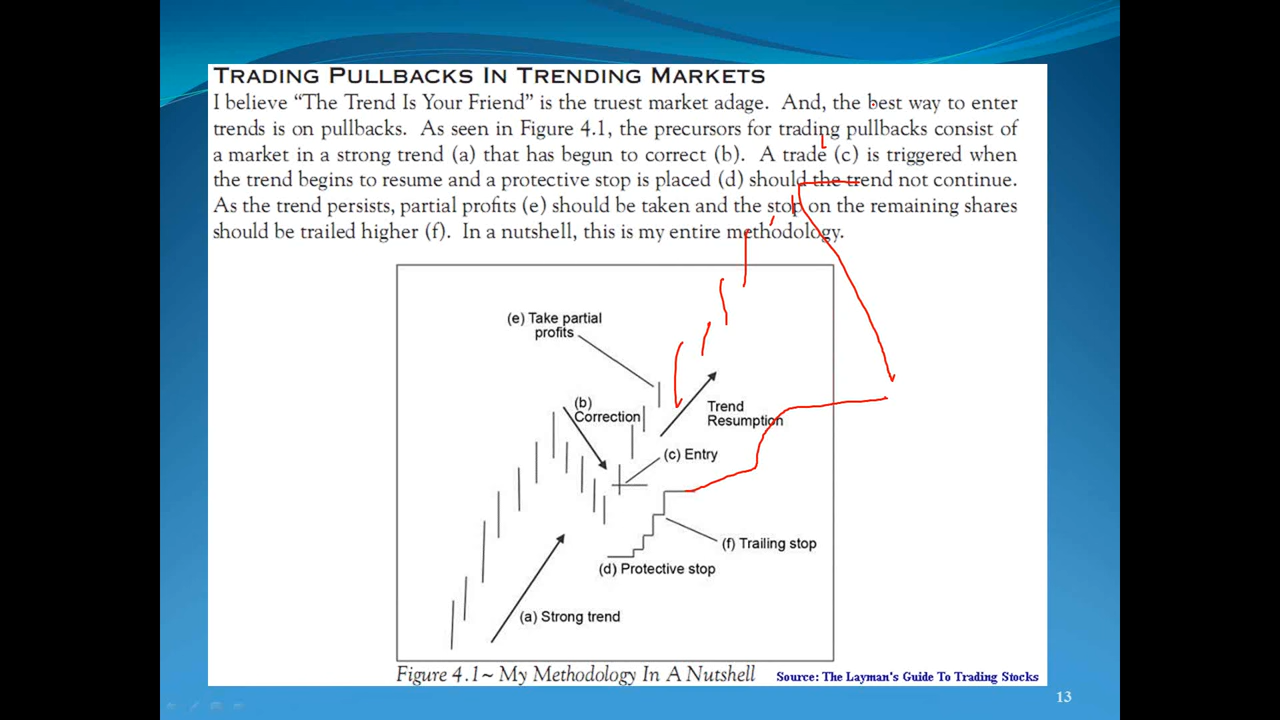 TRADING PULLBACKS IN TRENDING MARKETS
I believe “The Trend Is Your Friend” is the truest market adage. And, the best way to enter
trends is on pullbacks. As seen in Figure 4.1, the precursors for trading pullbacks consist of
a market in a strong trend (a) that has begun to correct (b). A trade (c) is triggered when
the trend begins to resume and a protective stop is placed (d) should the trend not continue.
As the trend persists, partial profits (e) should be taken and the stop on the remaining shares
should be trailed higher (f). In a nutshell, this is my entire methodology.
(e) Take partial
profits
(b)
Correction
Trend
Resumption
(c) Entry
(f) Trailing stop
(d) Protective stop
(a) Strong trend
Figure 4.1~ My Methodology In A Nutshell
Source: The Layman's Guide To Trading Stocks
13